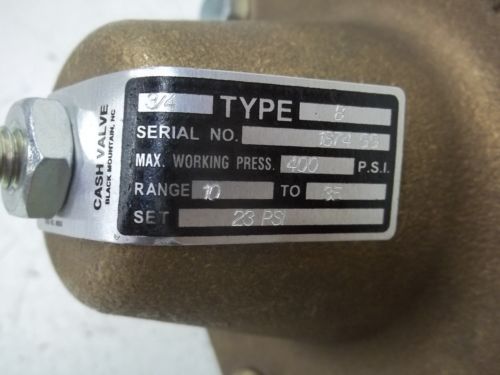 CASH VALVE
BLACK MOUNTAIN, NC
3/4 TYPE B
SERIAL NO.
MAX. WORKING PRESS. 400 P.S.I.
RANGE 10 TO 35
SET 23 PSI